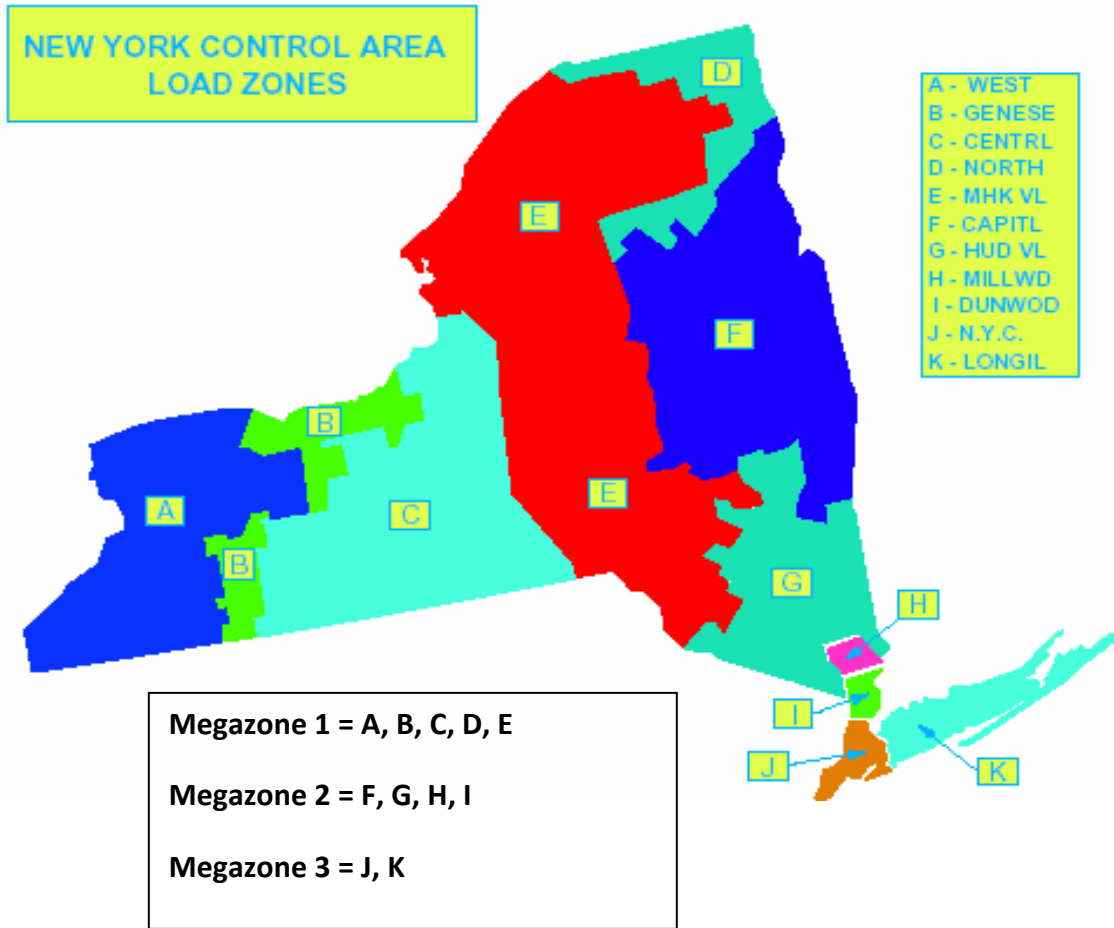 NEW YORK CONTROL AREA
LOAD ZONES
A - WEST
B - GENESE
C - CENTRL
D - NORTH
E - MHK VL
F - CAPITL
G - HUD VL
H - MILLWD
I - DUNWOD
J - N.Y.C.
K - LONGIL
D
E
F
B
A
C
E
B
G
H
I
J
K
Megazone 1 = A, B, C, D, E
Megazone 2 = F, G, H, I
Megazone 3 = J, K